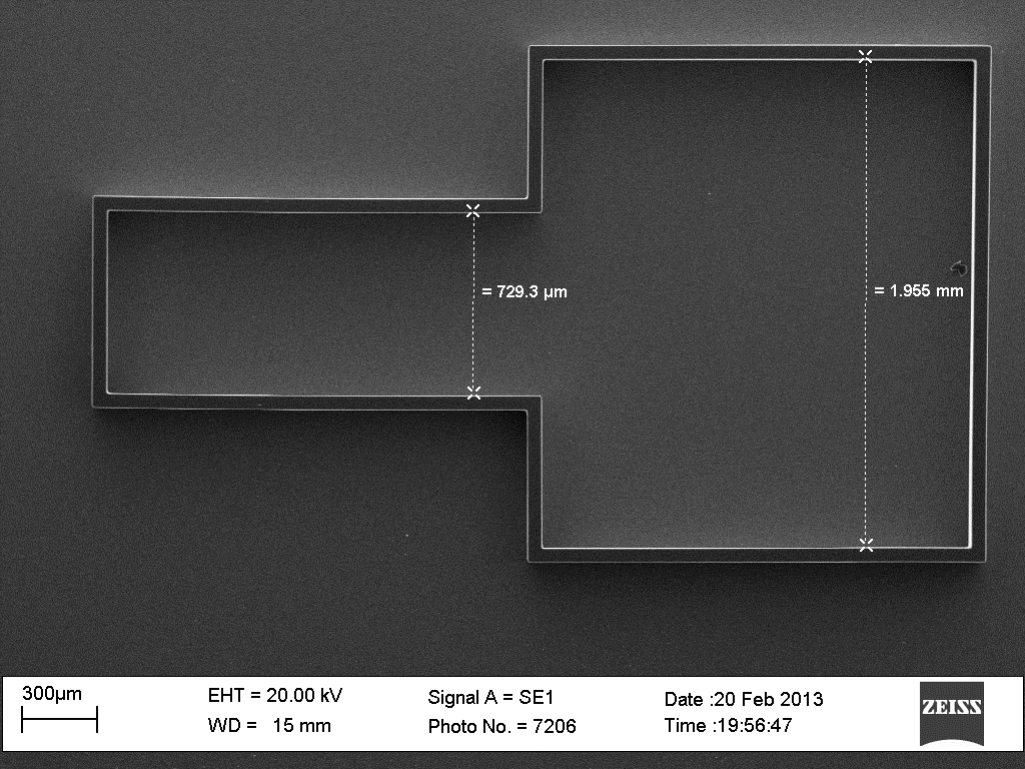 = 729.3 µm
= 1.955 mm
300µm
EHT = 20.00 kV
WD = 15 mm
Signal A = SE1
Photo No. = 7206
Date :20 Feb 2013
Time :19:56:47
ZEISS